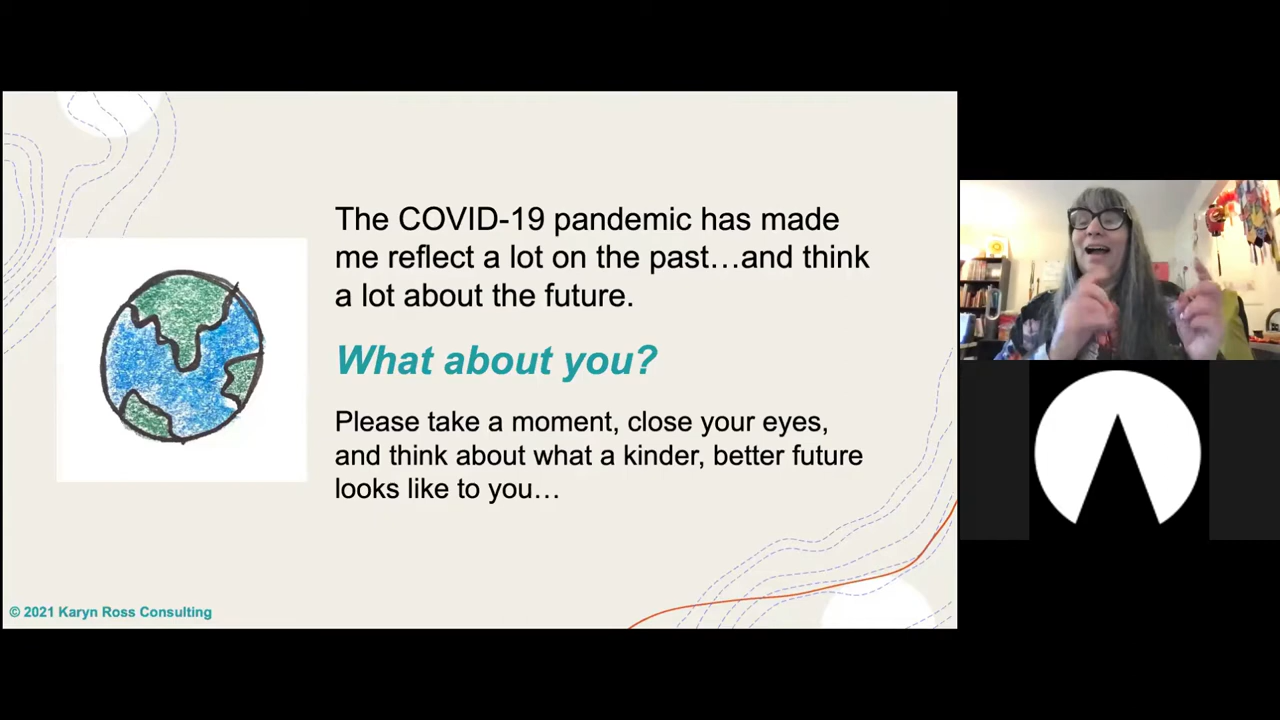 The COVID-19 pandemic has made
me reflect a lot on the past…and think
a lot about the future.
What about you?
Please take a moment, close your eyes,
and think about what a kinder, better future
looks like to you…
© 2021 Karyn Ross Consulting